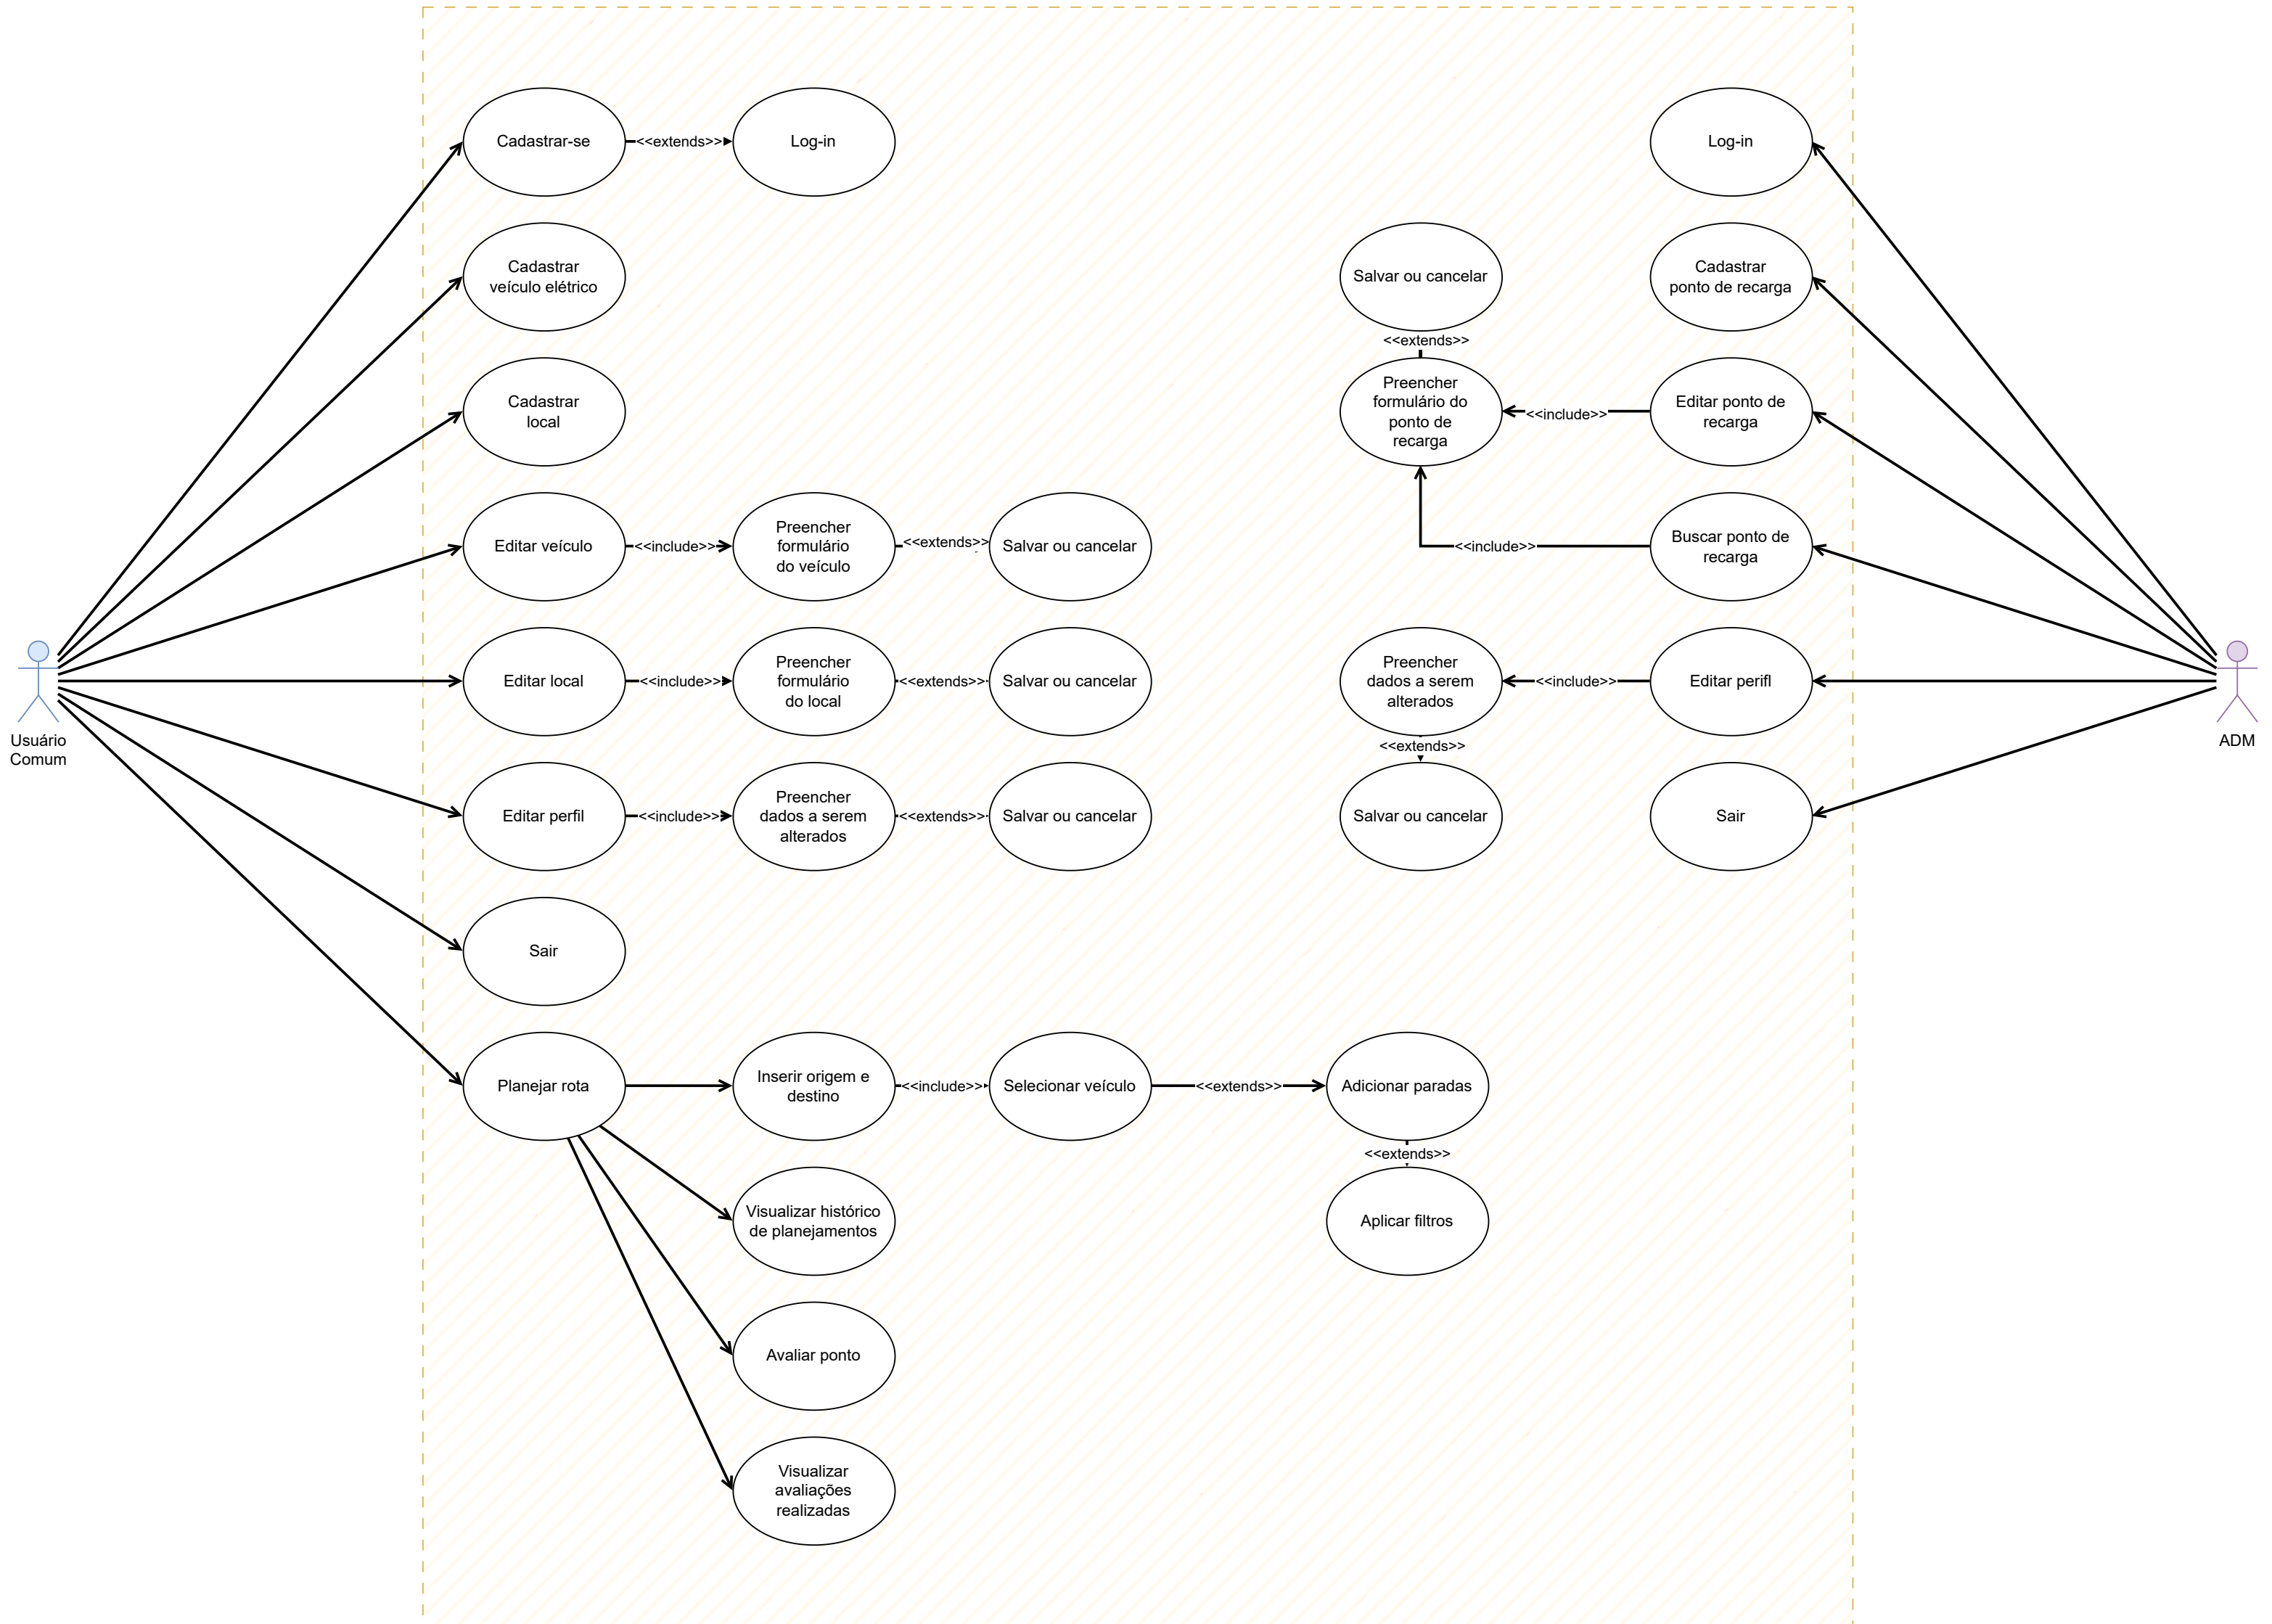 Cadastrar-se
<<extends>>
Log-in
Log-in
Cadastrar
veículo elétrico
Salvar ou cancelar
Cadastrar
ponto de recarga
<<extends>>
Cadastrar
local
Preencher
formulário do
ponto de
recarga
<<include>>
Editar ponto de
recarga
Editar veículo
<<include>>
Preencher
formulário
do veículo
<<extends>>
Salvar ou cancelar
<<include>>
Buscar ponto de
recarga
Editar local
<<include>>
Preencher
formulário
do local
<<extends>>
Salvar ou cancelar
Preencher
dados a serem
alterados
<<include>>
Editar perifl
Usuário
Comum
ADM
<<extends>>
Editar perfil
<<include>>
Preencher
dados a serem
alterados
<<extends>>
Salvar ou cancelar
Salvar ou cancelar
Sair
Sair
Planejar rota
Inserir origem e
destino
<<include>>
Selecionar veículo
<<extends>>
Adicionar paradas
<<extends>>
Visualizar histórico
de planejamentos
Aplicar filtros
Avaliar ponto
Visualizar
avaliações
realizadas